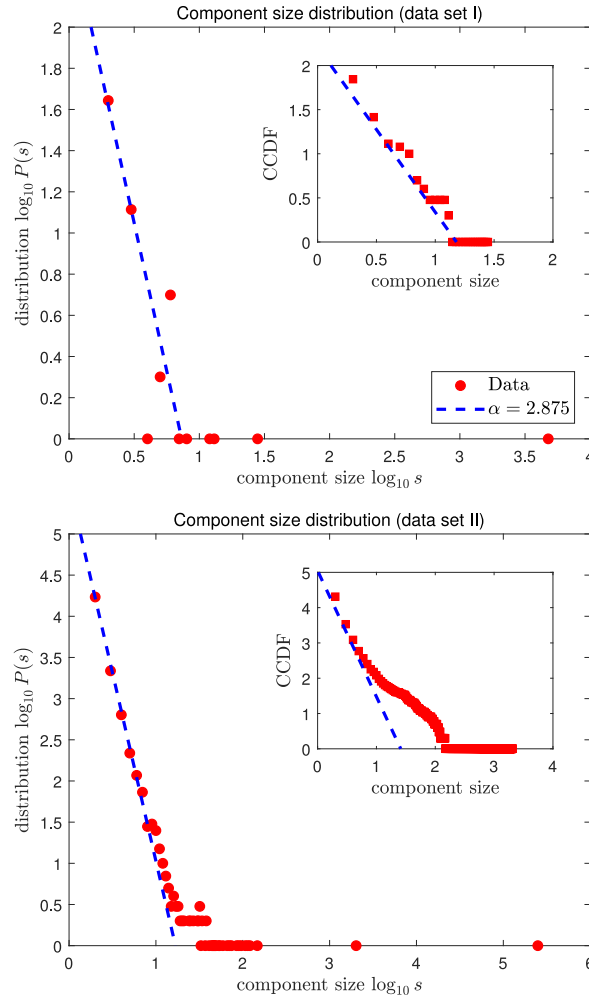 Component size distribution (data set I)
distribution log₁₀ P(s)
2
1.8
1.6
1.4
1.2
1
0.8
0.6
0.4
0.2
0
0 0.5 1 1.5 2 2.5 3 3.5 4
component size log₁₀ s
CCDF
2
1.5
1
0.5
0
0 0.5 1 1.5 2
component size
Data
α = 2.875
Component size distribution (data set II)
distribution log₁₀ P(s)
5
4.5
4
3.5
3
2.5
2
1.5
1
0.5
0
0 1 2 3 4 5 6
component size log₁₀ s
CCDF
5
4
3
2
1
0
0 1 2 3 4
component size